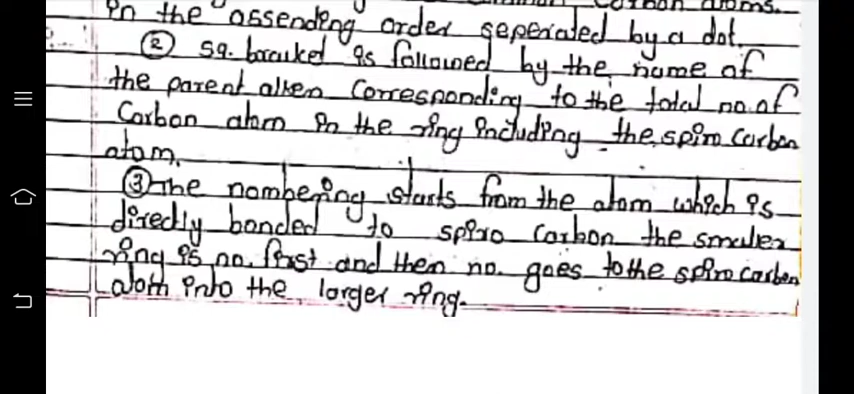 in the assending order seperated by a dot.
② sq. bracket is followed by the name of
the parent alken corresponding to the total no. of
Carbon atom in the ring including the spiro carbon
atom.
③ The nombering starts from the atom which is
directly bonded to spiro carbon the smaller
ring is no. first and then no. goes to the spiro carbon
atom into the larger ring.